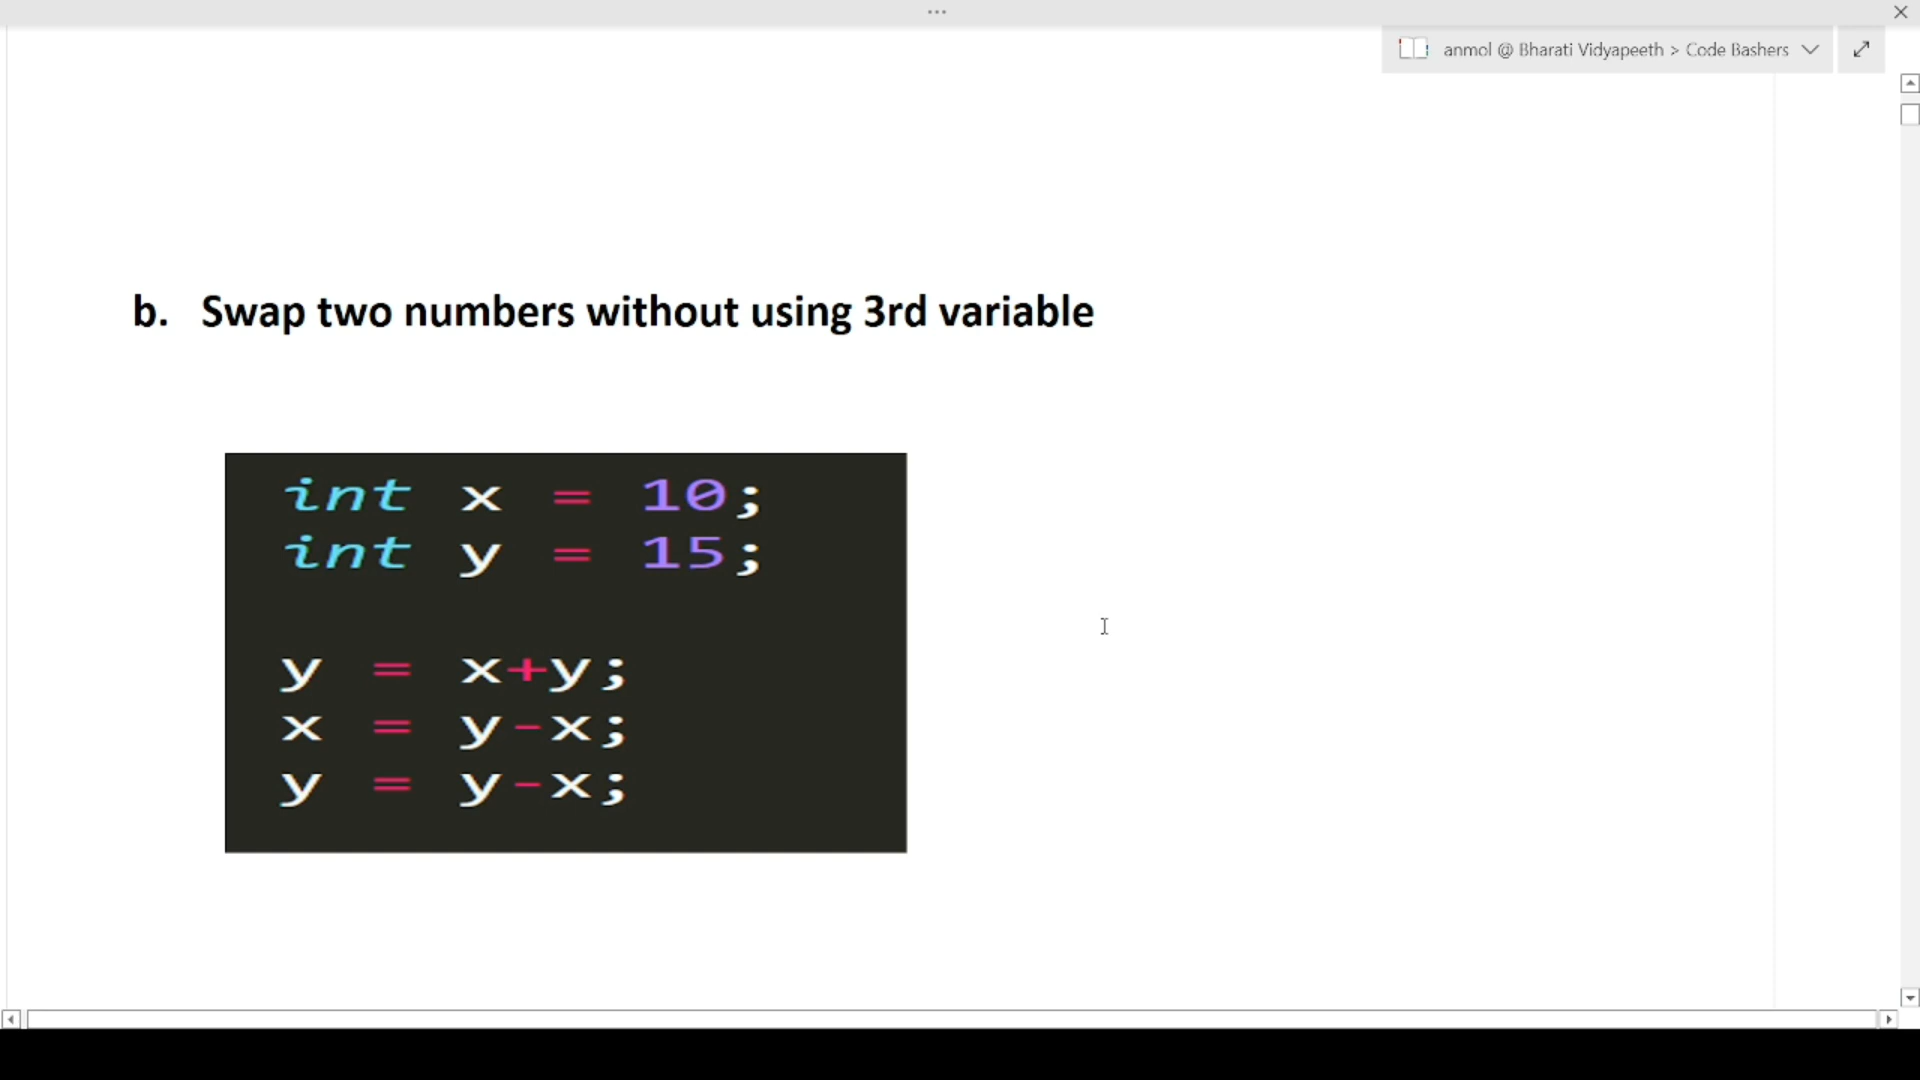 anmol @ Bharati Vidyapeeth > Code Bashers
b. Swap two numbers without using 3rd variable
int x = 10;
int y = 15;
y = x+y;
x = y-x;
y = y-x;